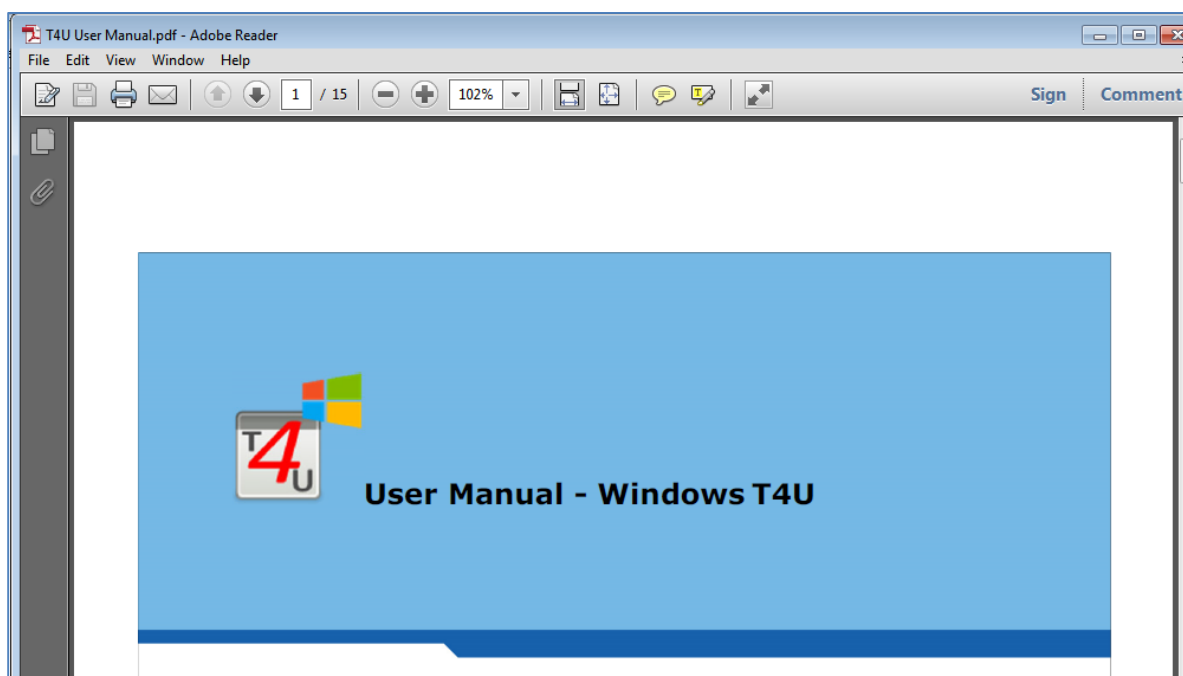 T4U User Manual.pdf - Adobe Reader
File Edit View Window Help
1 / 15 102% Sign Comment
T4U
User Manual - Windows T4U